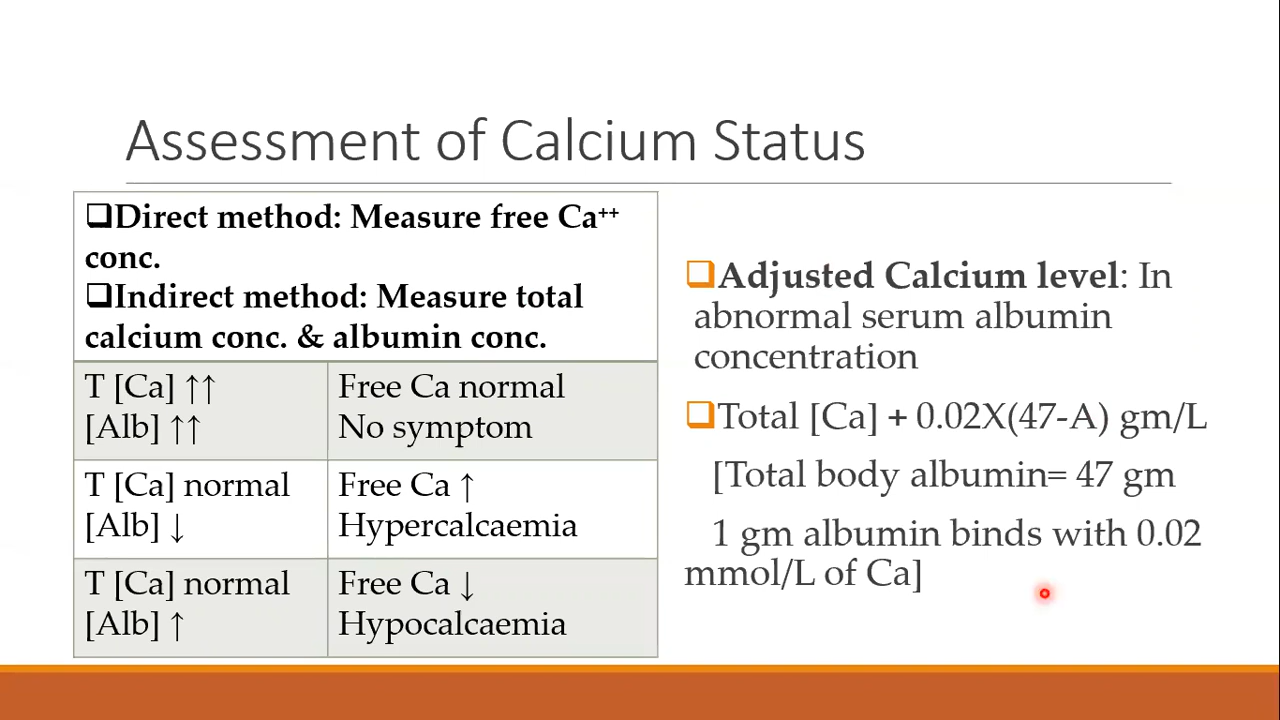 Assessment of Calcium Status
❑Direct method: Measure free Ca⁺⁺
conc.
❑Indirect method: Measure total
calcium conc. & albumin conc.
T [Ca] ↑↑
[Alb] ↑↑
Free Ca normal
No symptom
T [Ca] normal
[Alb] ↓
Free Ca ↑
Hypercalcaemia
T [Ca] normal
[Alb] ↑
Free Ca ↓
Hypocalcaemia
❑Adjusted Calcium level: In
abnormal serum albumin
concentration
❑Total [Ca] + 0.02X(47-A) gm/L
[Total body albumin= 47 gm
1 gm albumin binds with 0.02
mmol/L of Ca]